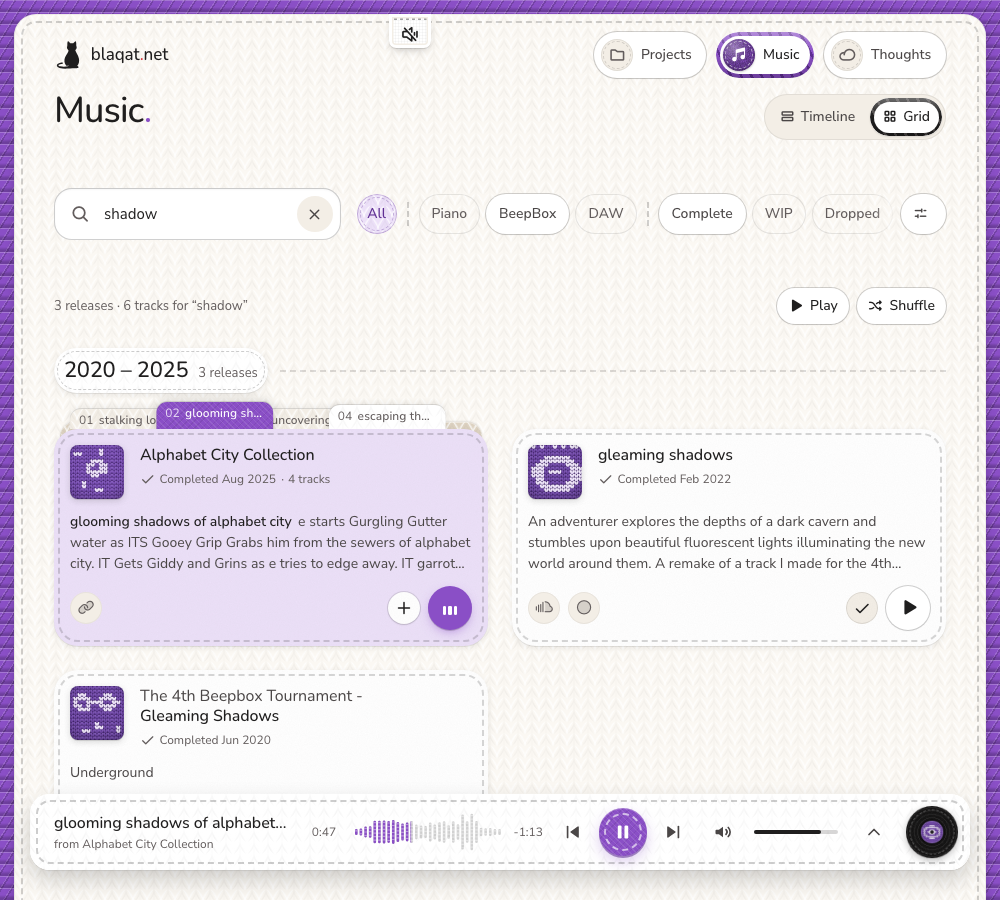 blaqat.net
Projects
Music
Thoughts
Music.
Timeline
Grid
shadow
All
Piano
BeepBox
DAW
Complete
WIP
Dropped
3 releases · 6 tracks for “shadow”
Play
Shuffle
2020 – 2025 3 releases
01 stalking lo
02 glooming sh...
uncovering
04 escaping th...
Alphabet City Collection
Completed Aug 2025 · 4 tracks
glooming shadows of alphabet city e starts Gurgling Gutter
water as ITS Gooey Grip Grabs him from the sewers of alphabet
city. IT Gets Giddy and Grins as e tries to edge away. IT garrot...
gleaming shadows
Completed Feb 2022
An adventurer explores the depths of a dark cavern and
stumbles upon beautiful fluorescent lights illuminating the new
world around them. A remake of a track I made for the 4th...
The 4th Beepbox Tournament -
Gleaming Shadows
Completed Jun 2020
Underground
glooming shadows of alphabet...
from Alphabet City Collection
0:47
-1:13